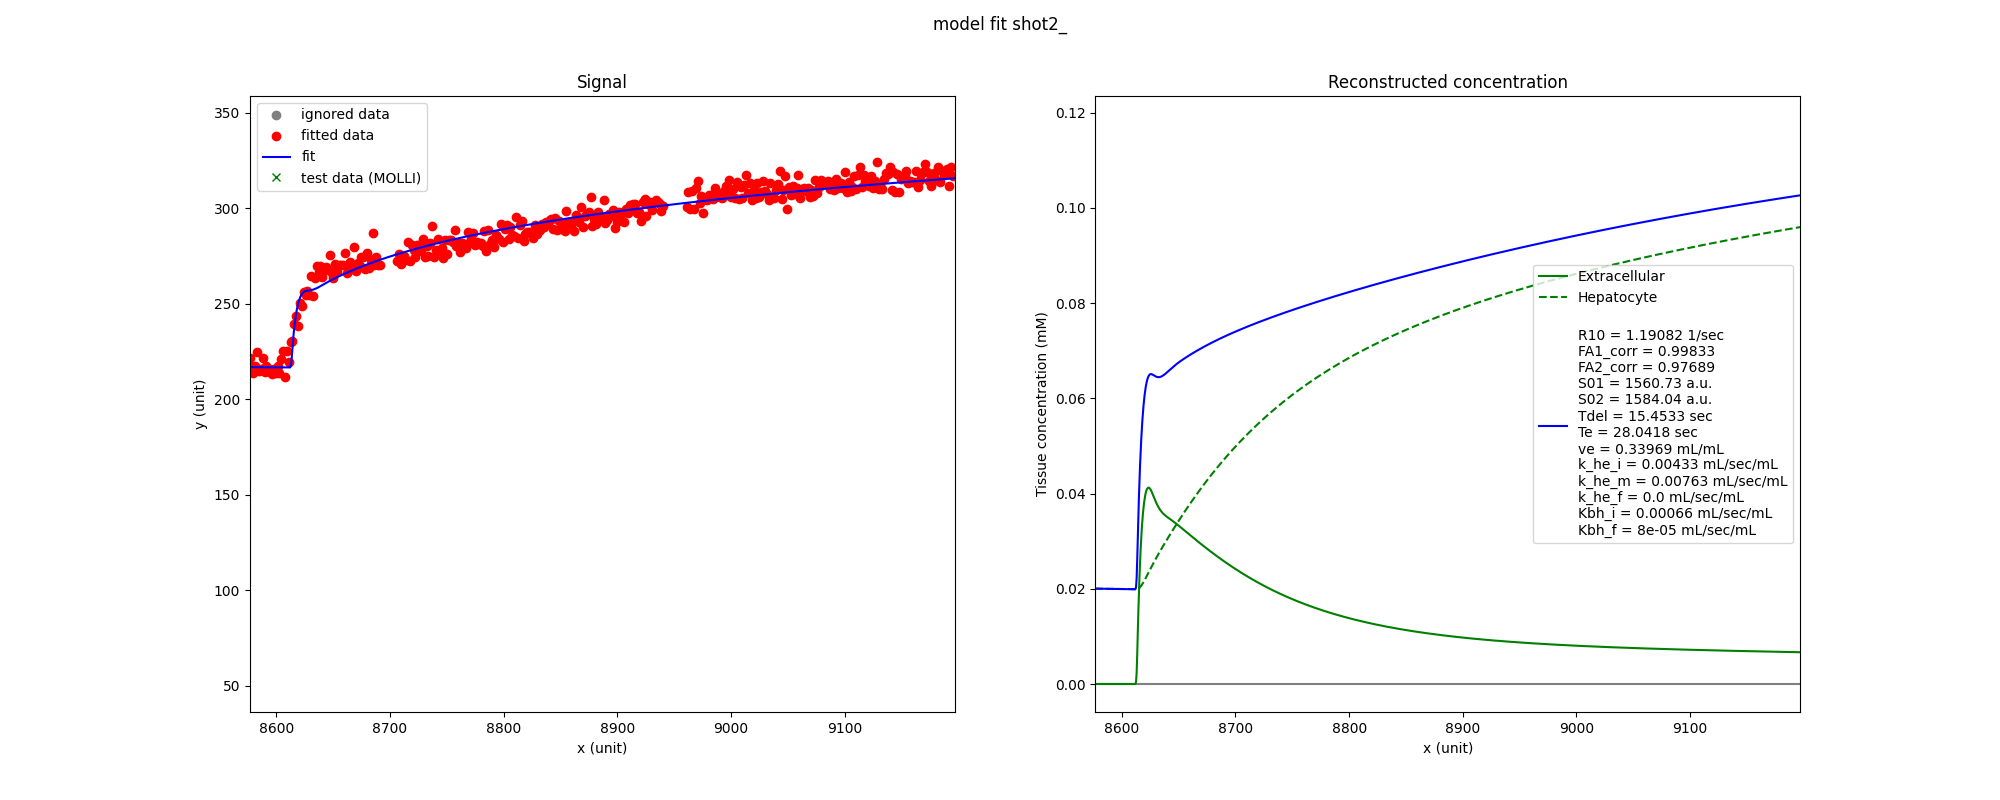 model fit shot2_
Signal
350
300
250
200
150
100
50
y (unit)
ignored data
fitted data
fit
test data (MOLLI)
8600
8700
8800
8900
9000
9100
x (unit)
Reconstructed concentration
0.12
0.10
0.08
0.06
0.04
0.02
0.00
Tissue concentration (mM)
Extracellular
Hepatocyte
R10 = 1.19082 1/sec
FA1_corr = 0.99833
FA2_corr = 0.97689
S01 = 1560.73 a.u.
S02 = 1584.04 a.u.
Tdel = 15.4533 sec
Te = 28.0418 sec
ve = 0.33969 mL/mL
k_he_i = 0.00433 mL/sec/mL
k_he_m = 0.00763 mL/sec/mL
k_he_f = 0.0 mL/sec/mL
Kbh_i = 0.00066 mL/sec/mL
Kbh_f = 8e-05 mL/sec/mL
8600
8700
8800
8900
9000
9100
x (unit)